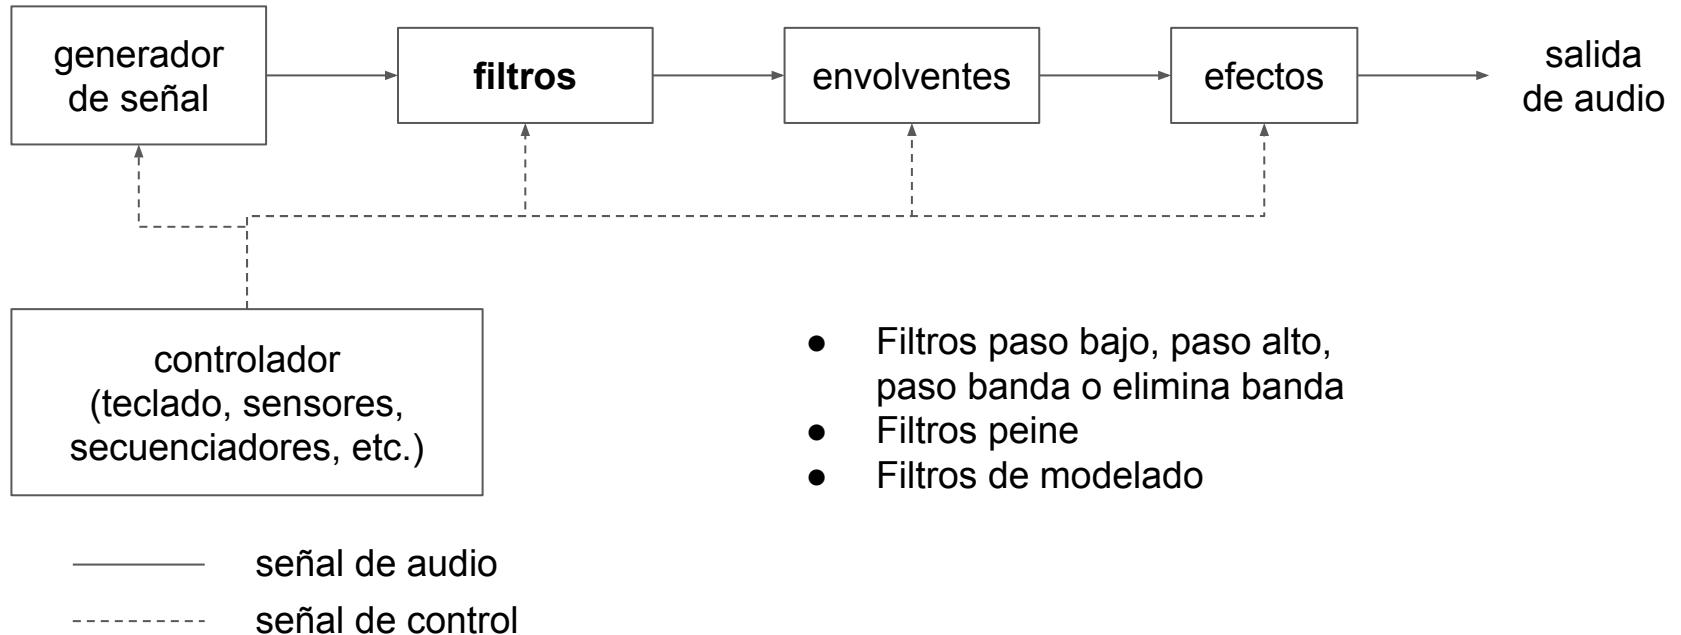 generador
de señal
filtros
envolventes
efectos
salida
de audio
controlador
(teclado, sensores,
secuenciadores, etc.)
● Filtros paso bajo, paso alto,
paso banda o elimina banda
● Filtros peine
● Filtros de modelado
señal de audio
señal de control